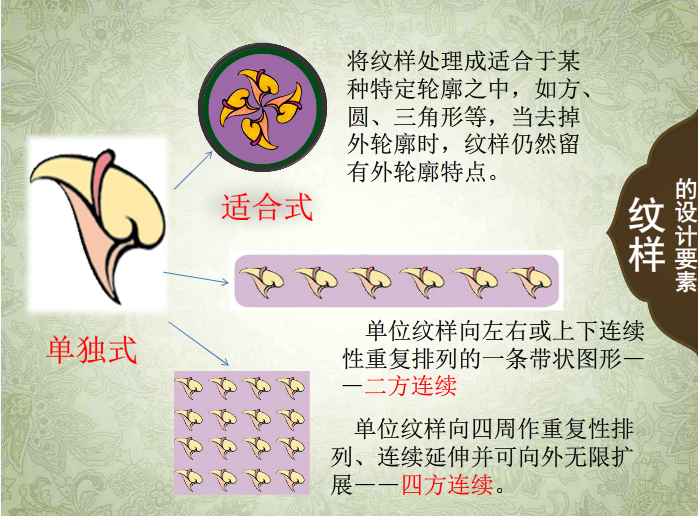 将纹样处理成适合于某
种特定轮廓之中，如方、
圆、三角形等，当去掉
外轮廓时，纹样仍然留
有外轮廓特点。
适合式
纹样
的设计要素
单独式
单位纹样向左右或上下连续
性重复排列的一条带状图形—
—二方连续
单位纹样向四周作重复性排
列、连续延伸并可向外无限扩
展——四方连续。